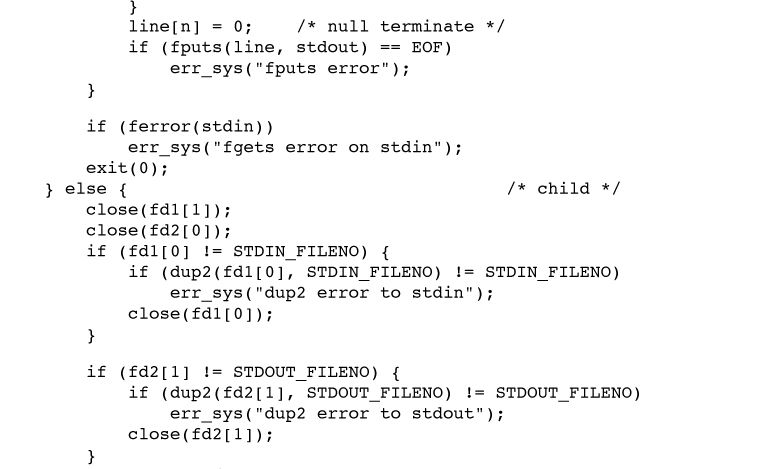 }
line[n] = 0;    /* null terminate */
if (fputs(line, stdout) == EOF)
err_sys("fputs error");
}
if (ferror(stdin))
err_sys("fgets error on stdin");
exit(0);
} else {                                    /* child */
close(fd1[1]);
close(fd2[0]);
if (fd1[0] != STDIN_FILENO) {
if (dup2(fd1[0], STDIN_FILENO) != STDIN_FILENO)
err_sys("dup2 error to stdin");
close(fd1[0]);
}
if (fd2[1] != STDOUT_FILENO) {
if (dup2(fd2[1], STDOUT_FILENO) != STDOUT_FILENO)
err_sys("dup2 error to stdout");
close(fd2[1]);
}